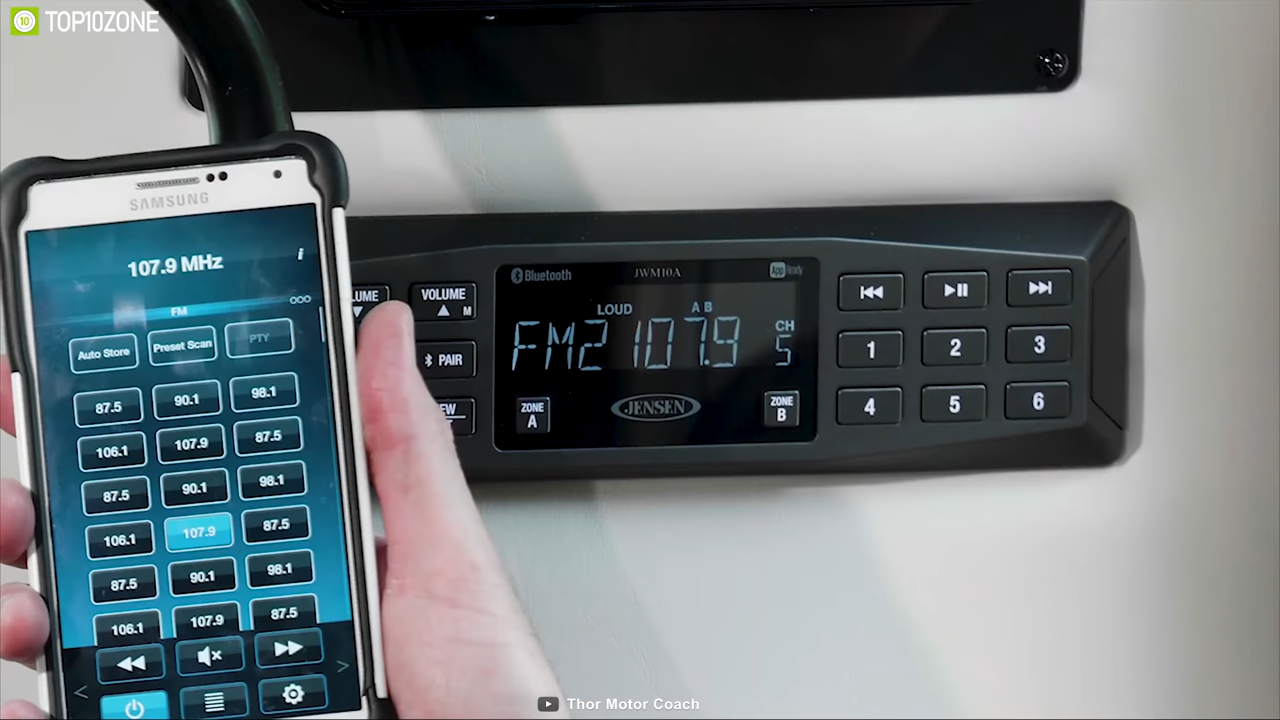 10 TOP10ZONE
SAMSUNG
107.9 MHz
i
FM
Auto Store Preset Scan PTY
87.5 90.1 98.1
106.1 107.9 87.5
87.5 90.1 98.1
106.1 107.9 87.5
87.5 90.1 98.1
106.1 107.9 87.5
Bluetooth JWM10A App Ready
VOLUME M
PAIR
LOUD A B
FM2 107.9 CH 5
ZONE A JENSEN ZONE B
1 2 3
4 5 6
Thor Motor Coach